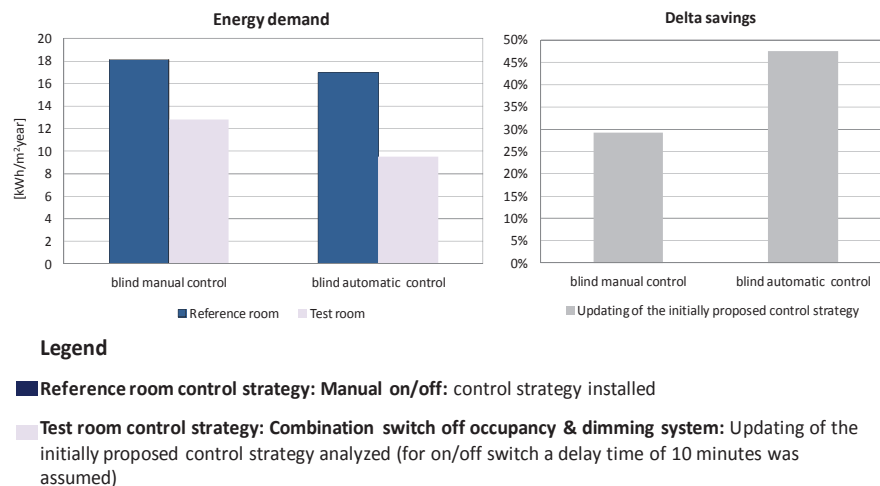 Energy demand
20
18
16
14
12
10
8
6
4
2
0
[kWh/m²year]
blind manual control
blind automatic control
Reference room
Test room
Delta savings
50%
45%
40%
35%
30%
25%
20%
15%
10%
5%
0%
blind manual control
blind automatic control
Updating of the initially proposed control strategy
Legend
Reference room control strategy: Manual on/off: control strategy installed
Test room control strategy: Combination switch off occupancy & dimming system: Updating of the
initially proposed control strategy analyzed (for on/off switch a delay time of 10 minutes was
assumed)